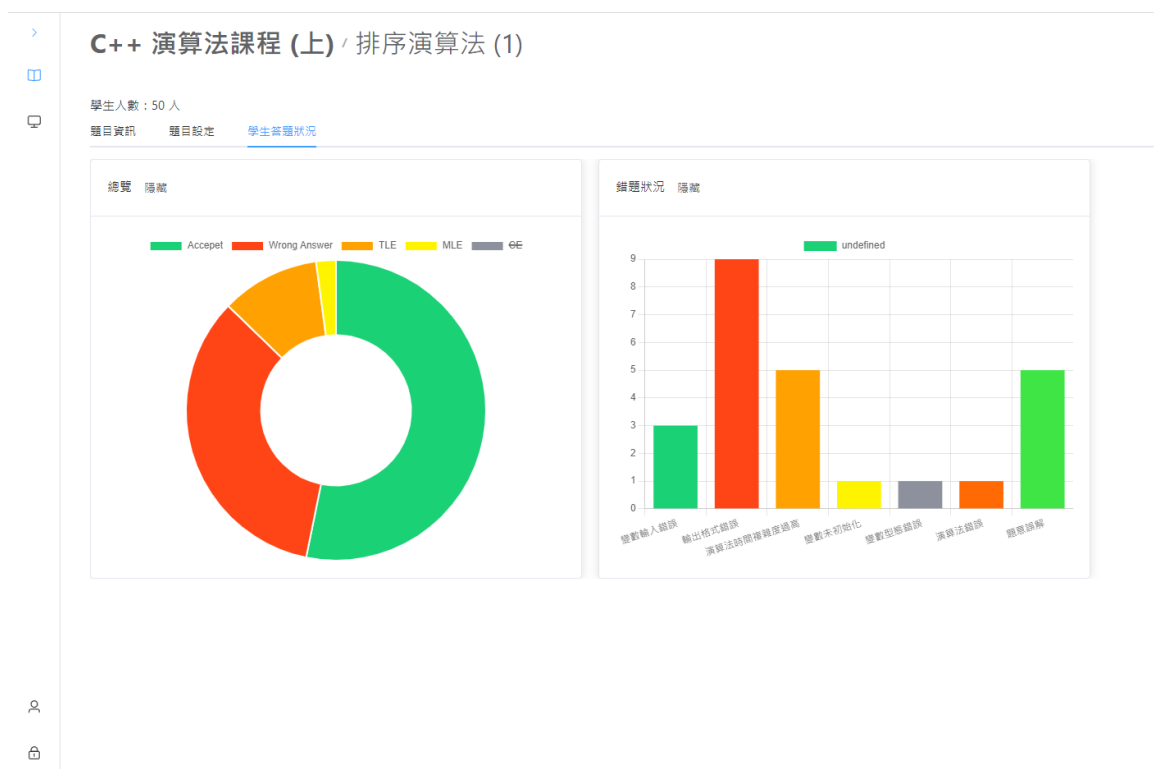 C++ 演算法課程 (上) / 排序演算法 (1)
學生人數：50 人
題目資訊 題目設定 學生答題狀況
總覽 隱藏
Accepet Wrong Answer TLE MLE CE
錯題狀況 隱藏
undefined
9
8
7
6
5
4
3
2
1
0
變數輸入錯誤 輸出格式錯誤 演算法時間複雜度過高 變數未初始化 變數型態錯誤 演算法錯誤 題意誤解